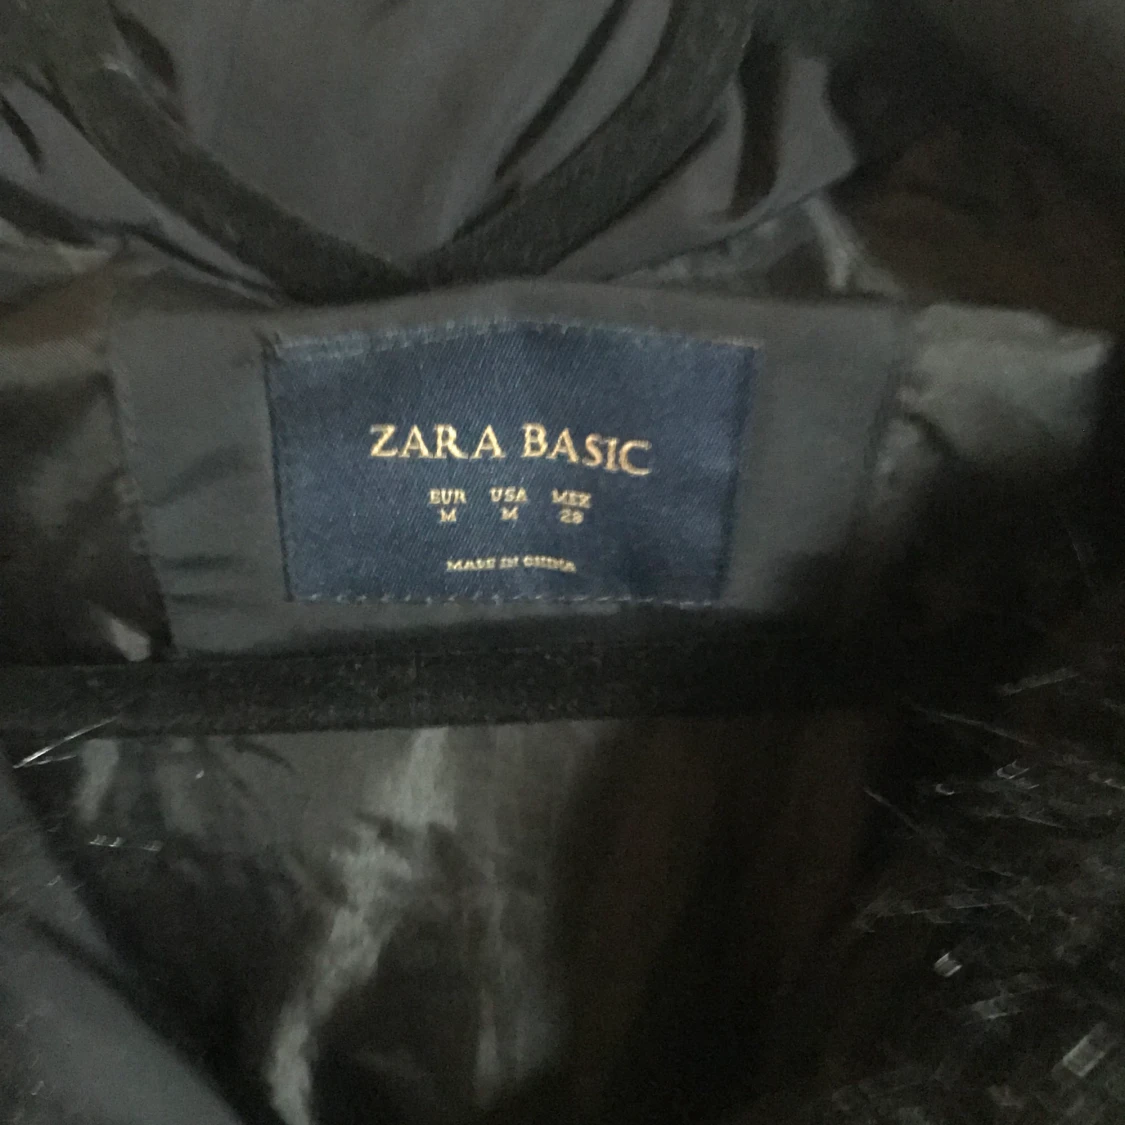 ZARA BASIC
EUR USA MEX
M M 28
MADE IN CHINA